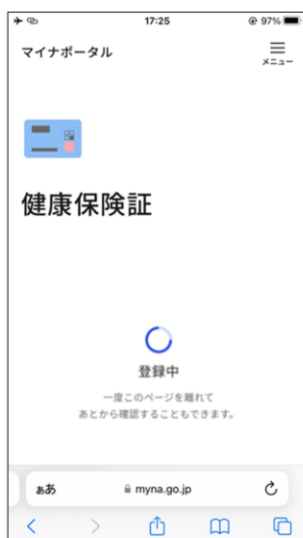 17:25
97%
マイナポータル
メニュー
健康保険証
登録中
一度このページを離れて
あとから確認することもできます。
ぁあ
myna.go.jp